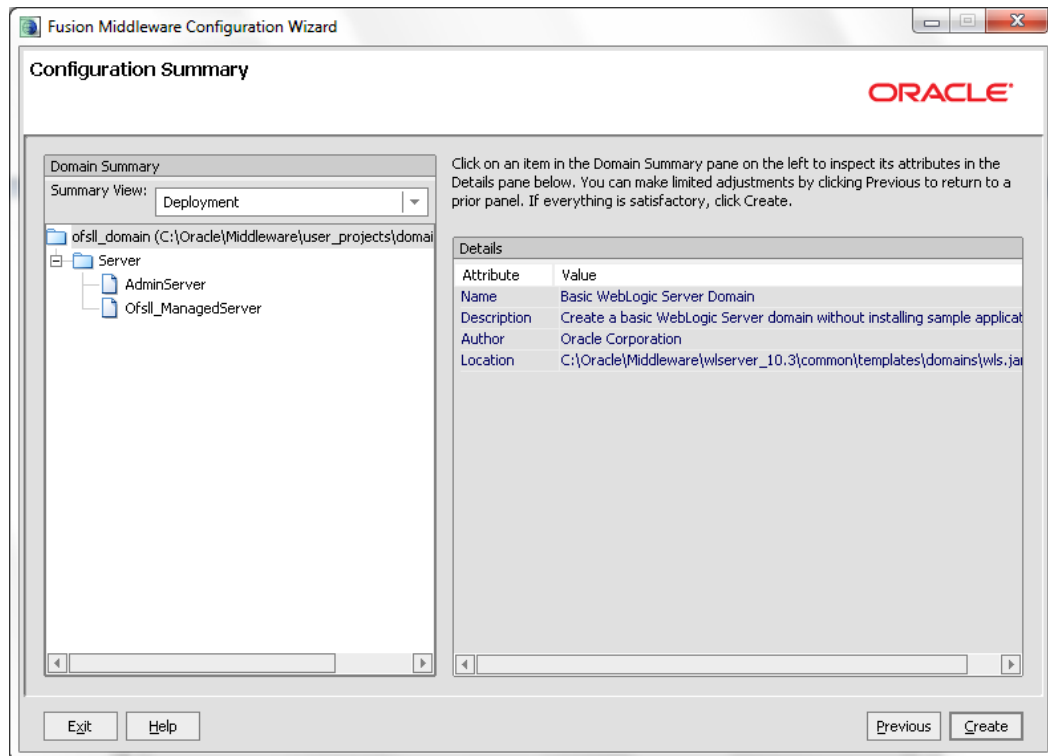 Fusion Middleware Configuration Wizard
Configuration Summary
ORACLE
Domain Summary
Summary View:
Deployment
ofsll_domain (C:\Oracle\Middleware\user_projects\domai
Server
AdminServer
Ofsll_ManagedServer
Click on an item in the Domain Summary pane on the left to inspect its attributes in the
Details pane below. You can make limited adjustments by clicking Previous to return to a
prior panel. If everything is satisfactory, click Create.
Details
Attribute Value
Name Basic WebLogic Server Domain
Description Create a basic WebLogic Server domain without installing sample applicat
Author Oracle Corporation
Location C:\Oracle\Middleware\wlserver_10.3\common\templates\domains\wls.jar
Exit
Help
Previous
Create